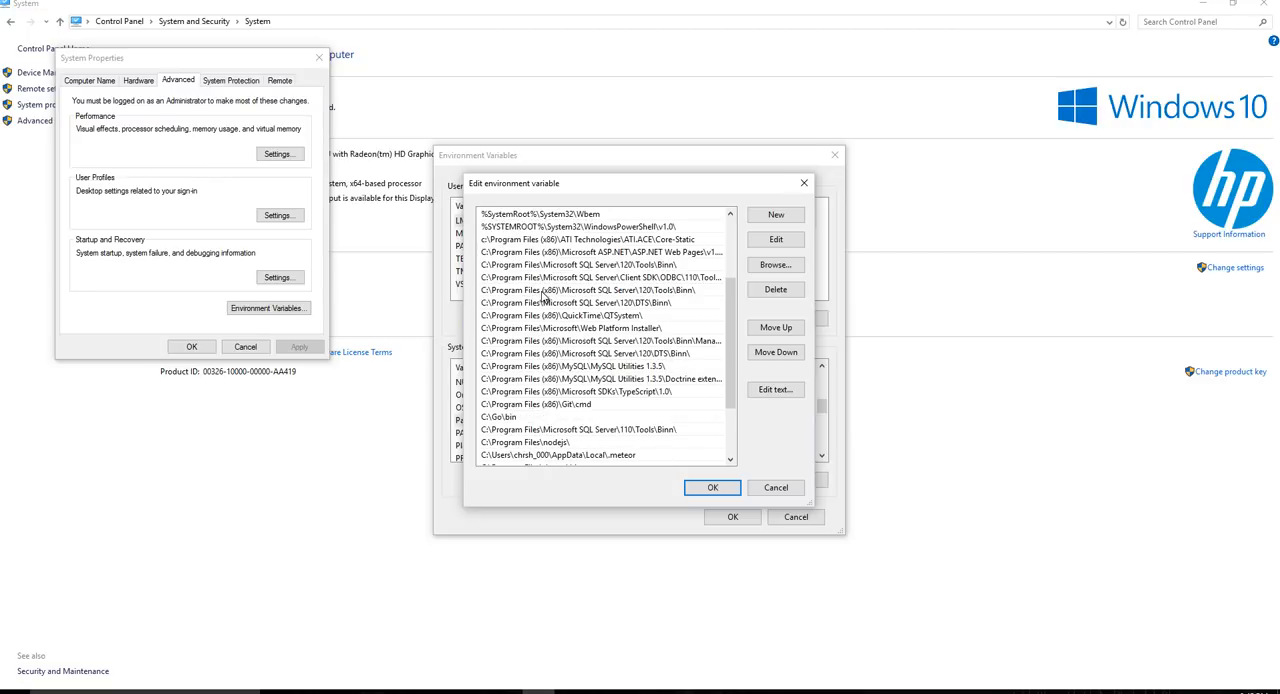 System
Control Panel
System and Security
System
Search Control Panel
Control Panel Home
System Properties
Computer Name
Hardware
Advanced
System Protection
Remote
You must be logged on as an Administrator to make most of these changes.
Performance
Visual effects, processor scheduling, memory usage, and virtual memory
Settings...
User Profiles
Desktop settings related to your sign-in
Settings...
Startup and Recovery
System startup, system failure, and debugging information
Settings...
Environment Variables...
OK
Cancel
Apply
Device Ma
Remote se
System pro
Advanced
puter
Windows 10
with Radeon(tm) HD Graphic
stem, x64-based processor
put is available for this Display
hp
Support Information
Change settings
are License Terms
Product ID: 00326-10000-00000-AA419
Change product key
Environment Variables
Edit environment variable
%SystemRoot%\System32\Wbem
%SYSTEMROOT%\System32\WindowsPowerShell\v1.0\
c:\Program Files (x86)\ATI Technologies\ATI.ACE\Core-Static
C:\Program Files (x86)\Microsoft ASP.NET\ASP.NET Web Pages\v1....
C:\Program Files\Microsoft SQL Server\120\Tools\Binn\
C:\Program Files\Microsoft SQL Server\Client SDK\ODBC\110\Tool...
C:\Program Files (x86)\Microsoft SQL Server\120\Tools\Binn\
C:\Program Files\Microsoft SQL Server\120\DTS\Binn\
C:\Program Files (x86)\QuickTime\QTSystem\
C:\Program Files\Microsoft\Web Platform Installer\
C:\Program Files (x86)\Microsoft SQL Server\120\Tools\Binn\Mana...
C:\Program Files (x86)\Microsoft SQL Server\120\DTS\Binn\
C:\Program Files (x86)\MySQL\MySQL Utilities 1.3.5\
C:\Program Files (x86)\MySQL\MySQL Utilities 1.3.5\Doctrine exten...
C:\Program Files (x86)\Microsoft SDKs\TypeScript\1.0\
C:\Program Files (x86)\Git\cmd
C:\Go\bin
C:\Program Files\Microsoft SQL Server\110\Tools\Binn\
C:\Program Files\nodejs\
C:\Users\chrsh_000\AppData\Local\.meteor
New
Edit
Browse...
Delete
Move Up
Move Down
Edit text...
OK
Cancel
OK
Cancel
See also
Security and Maintenance